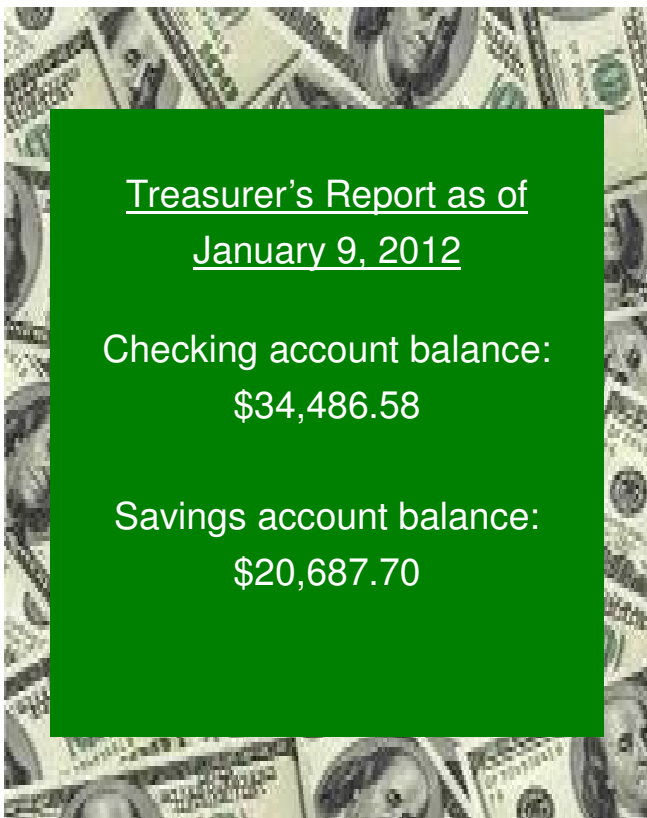 Treasurer’s Report as of
January 9, 2012
Checking account balance:
$34,486.58
Savings account balance:
$20,687.70